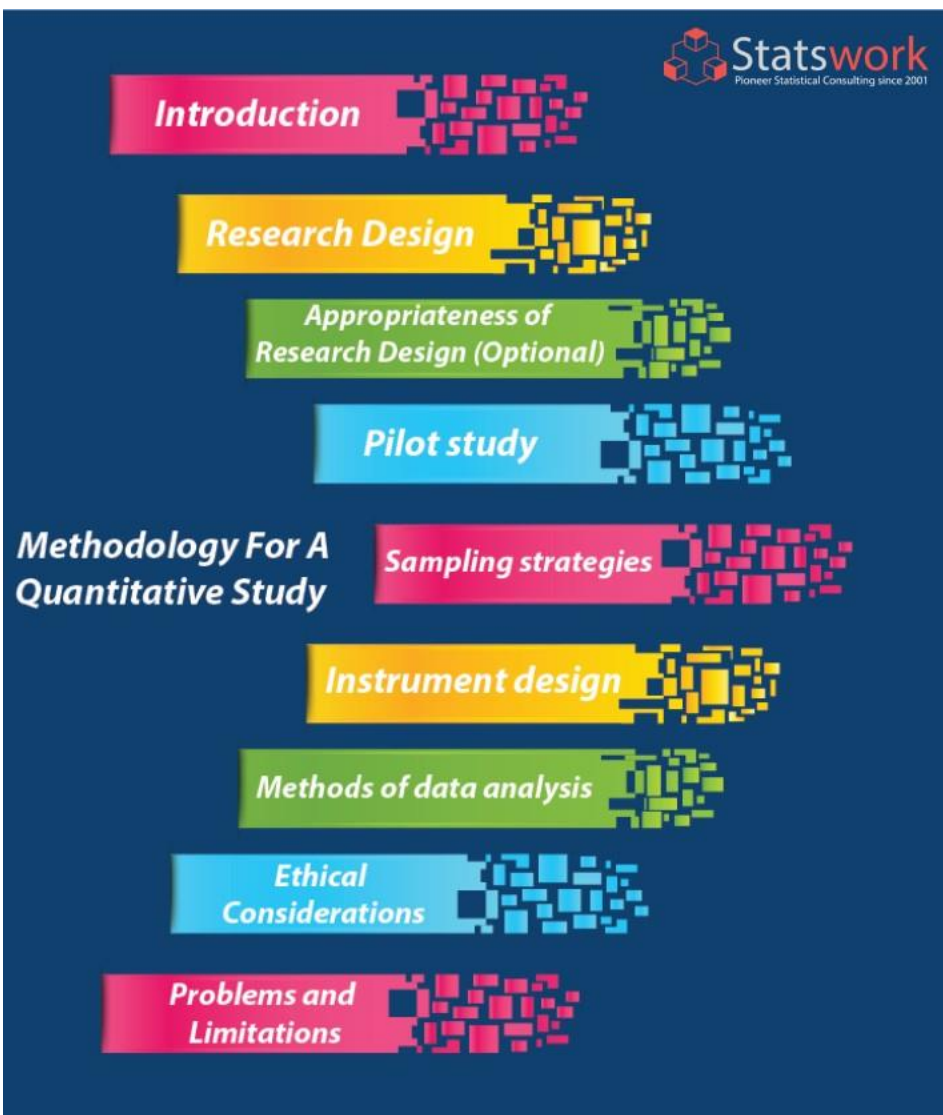 Statswork
Pioneer Statistical Consulting since 2001
Introduction
Research Design
Appropriateness of
Research Design (Optional)
Pilot study
Methodology For A
Quantitative Study
Sampling strategies
Instrument design
Methods of data analysis
Ethical
Considerations
Problems and
Limitations